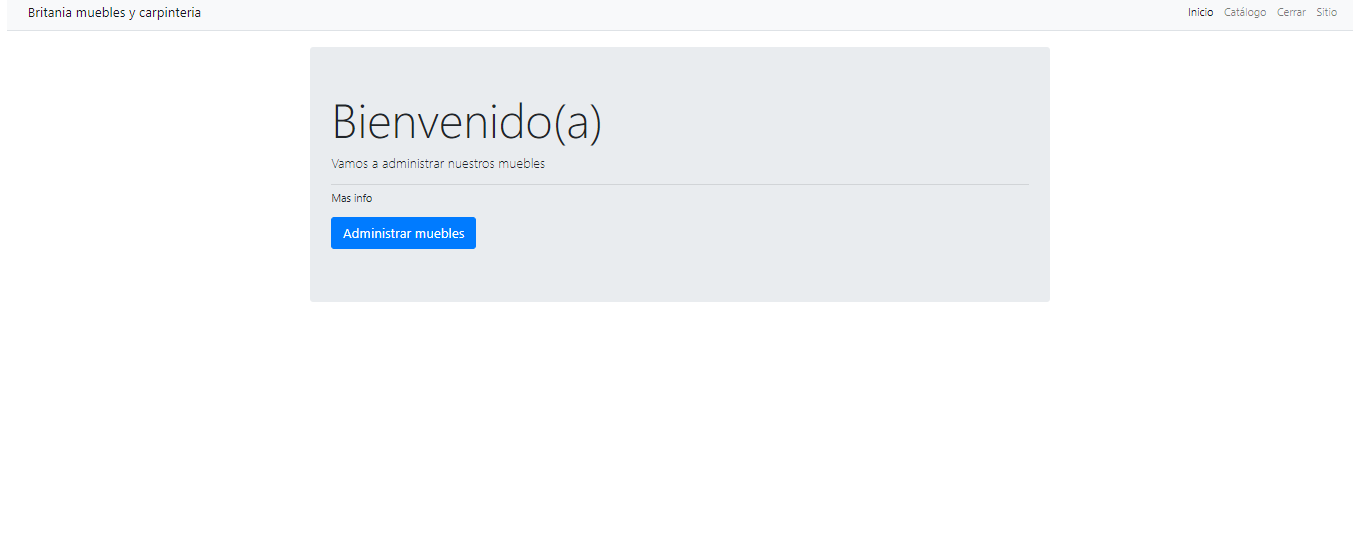 Britania muebles y carpinteria
Inicio Catálogo Cerrar Sitio
Bienvenido(a)
Vamos a administrar nuestros muebles
Mas info
Administrar muebles